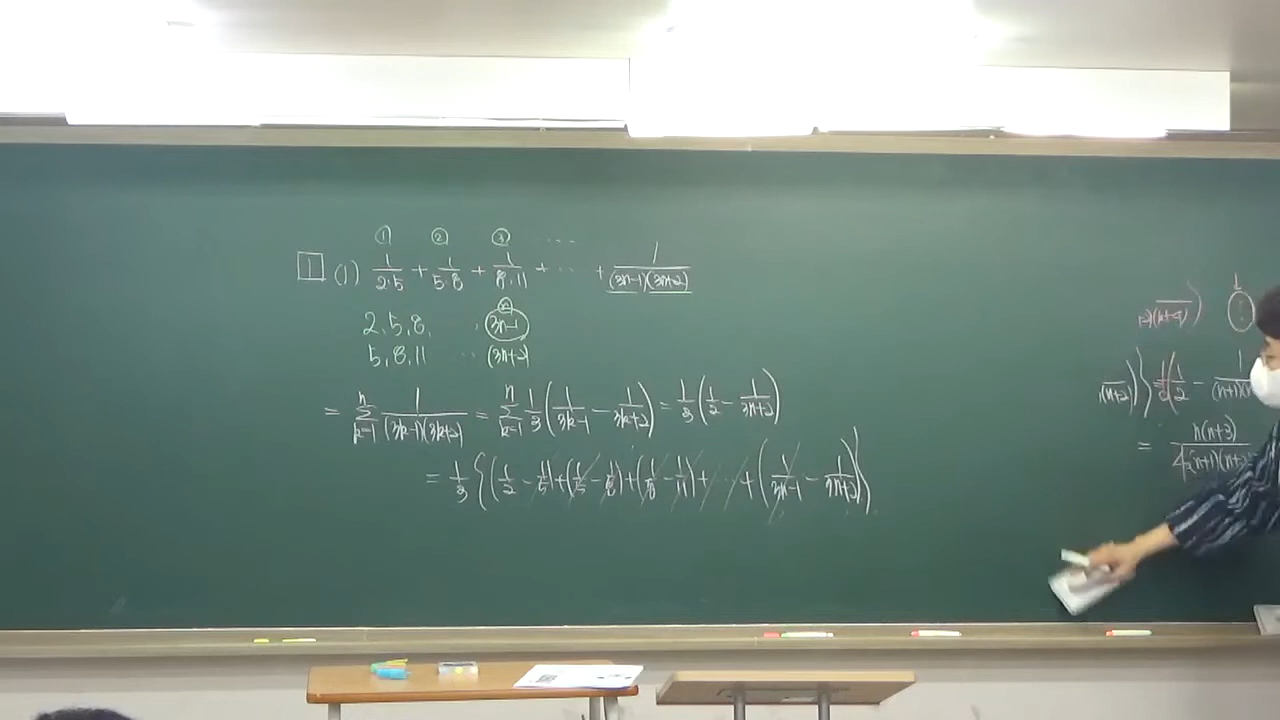 ① ② ③ ...
1 (1) 1/(2·5) + 1/(5·8) + 1/(8·11) + ··· + 1/((3n-1)(3n+2))
2, 5, 8, · (3n-1)
5, 8, 11 ·· (3n+2)
= Σ_{k=1}^{n} 1/((3k-1)(3k+2)) = Σ_{k=1}^{n} 1/3 (1/(3k-1) - 1/(3k+2)) = 1/3 (1/2 - 1/(3n+2))
= 1/3 {(1/2 - 1/5) + (1/5 - 1/8) + (1/8 - 1/11) + ··· + (1/(3n-1) - 1/(3n+2))}
= n(n+3)